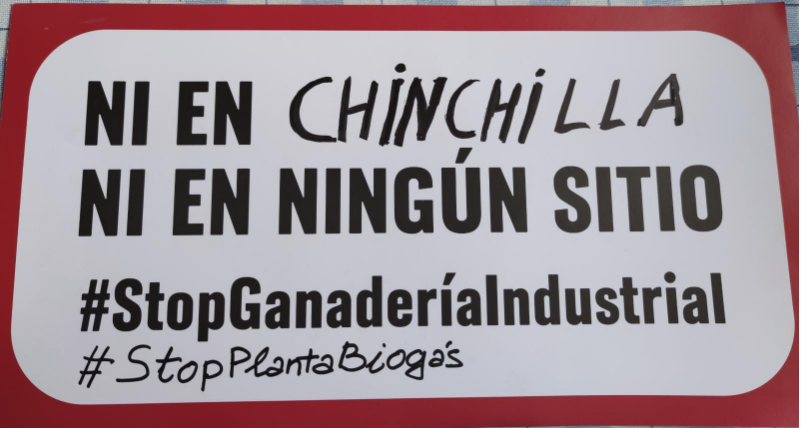 NI EN CHINCHILLA
NI EN NINGÚN SITIO
#StopGanaderíaIndustrial
#StopPlantaBiogás